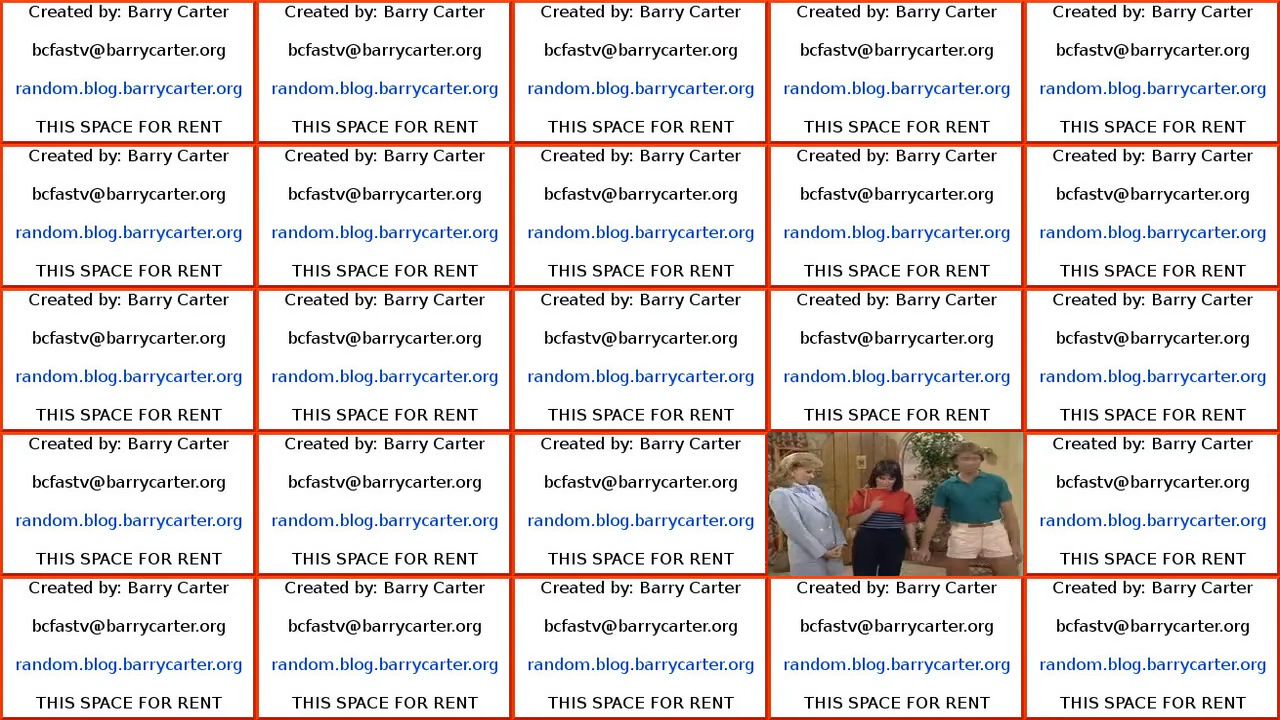 Created by: Barry Carter
bcfastv@barrycarter.org
random.blog.barrycarter.org
THIS SPACE FOR RENT
Created by: Barry Carter
bcfastv@barrycarter.org
random.blog.barrycarter.org
THIS SPACE FOR RENT
Created by: Barry Carter
bcfastv@barrycarter.org
random.blog.barrycarter.org
THIS SPACE FOR RENT
Created by: Barry Carter
bcfastv@barrycarter.org
random.blog.barrycarter.org
THIS SPACE FOR RENT
Created by: Barry Carter
bcfastv@barrycarter.org
random.blog.barrycarter.org
THIS SPACE FOR RENT
Created by: Barry Carter
bcfastv@barrycarter.org
random.blog.barrycarter.org
THIS SPACE FOR RENT
Created by: Barry Carter
bcfastv@barrycarter.org
random.blog.barrycarter.org
THIS SPACE FOR RENT
Created by: Barry Carter
bcfastv@barrycarter.org
random.blog.barrycarter.org
THIS SPACE FOR RENT
Created by: Barry Carter
bcfastv@barrycarter.org
random.blog.barrycarter.org
THIS SPACE FOR RENT
Created by: Barry Carter
bcfastv@barrycarter.org
random.blog.barrycarter.org
THIS SPACE FOR RENT
Created by: Barry Carter
bcfastv@barrycarter.org
random.blog.barrycarter.org
THIS SPACE FOR RENT
Created by: Barry Carter
bcfastv@barrycarter.org
random.blog.barrycarter.org
THIS SPACE FOR RENT
Created by: Barry Carter
bcfastv@barrycarter.org
random.blog.barrycarter.org
THIS SPACE FOR RENT
Created by: Barry Carter
bcfastv@barrycarter.org
random.blog.barrycarter.org
THIS SPACE FOR RENT
Created by: Barry Carter
bcfastv@barrycarter.org
random.blog.barrycarter.org
THIS SPACE FOR RENT
Created by: Barry Carter
bcfastv@barrycarter.org
random.blog.barrycarter.org
THIS SPACE FOR RENT
Created by: Barry Carter
bcfastv@barrycarter.org
random.blog.barrycarter.org
THIS SPACE FOR RENT
Created by: Barry Carter
bcfastv@barrycarter.org
random.blog.barrycarter.org
THIS SPACE FOR RENT
Created by: Barry Carter
bcfastv@barrycarter.org
random.blog.barrycarter.org
THIS SPACE FOR RENT
Created by: Barry Carter
bcfastv@barrycarter.org
random.blog.barrycarter.org
THIS SPACE FOR RENT
Created by: Barry Carter
bcfastv@barrycarter.org
random.blog.barrycarter.org
THIS SPACE FOR RENT
Created by: Barry Carter
bcfastv@barrycarter.org
random.blog.barrycarter.org
THIS SPACE FOR RENT
Created by: Barry Carter
bcfastv@barrycarter.org
random.blog.barrycarter.org
THIS SPACE FOR RENT
Created by: Barry Carter
bcfastv@barrycarter.org
random.blog.barrycarter.org
THIS SPACE FOR RENT